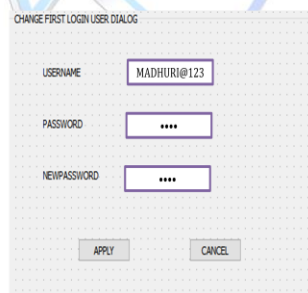 CHANGE FIRST LOGIN USER DIALOG
USERNAME MADHURI@123
PASSWORD ••••
NEWPASSWORD ••••
APPLY CANCEL